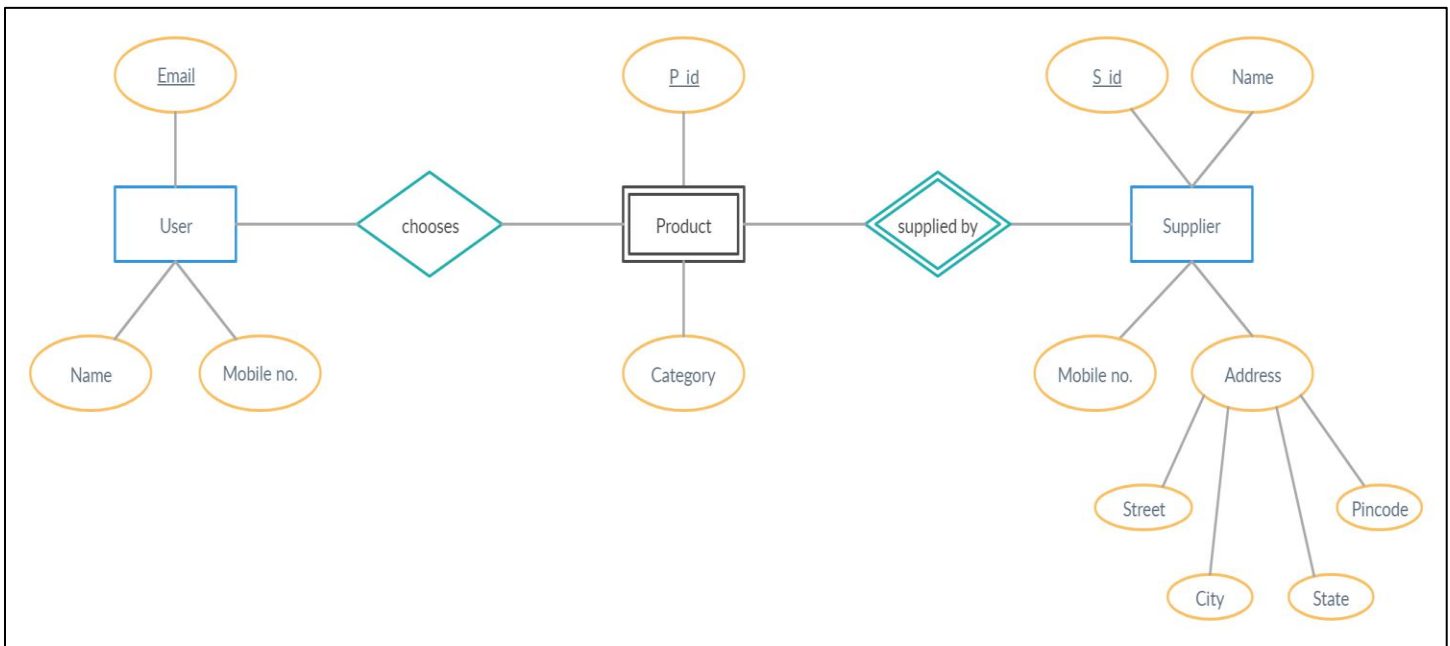 Email
P_id
S_id
Name
User
chooses
Product
supplied by
Supplier
Name
Mobile no.
Category
Mobile no.
Address
Street
Pincode
City
State